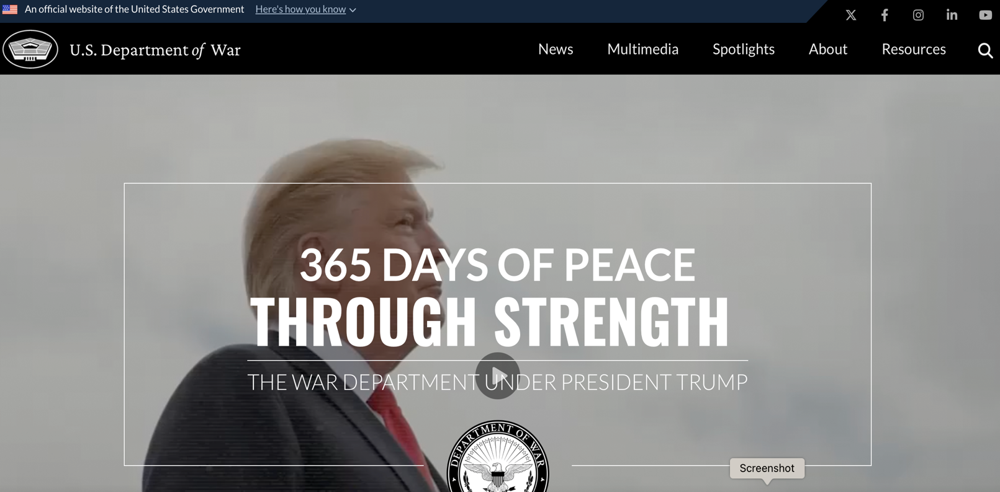 An official website of the United States Government Here's how you know
U.S. Department of War
News Multimedia Spotlights About Resources
365 DAYS OF PEACE
THROUGH STRENGTH
THE WAR DEPARTMENT UNDER PRESIDENT TRUMP
DEPARTMENT OF WAR
Screenshot